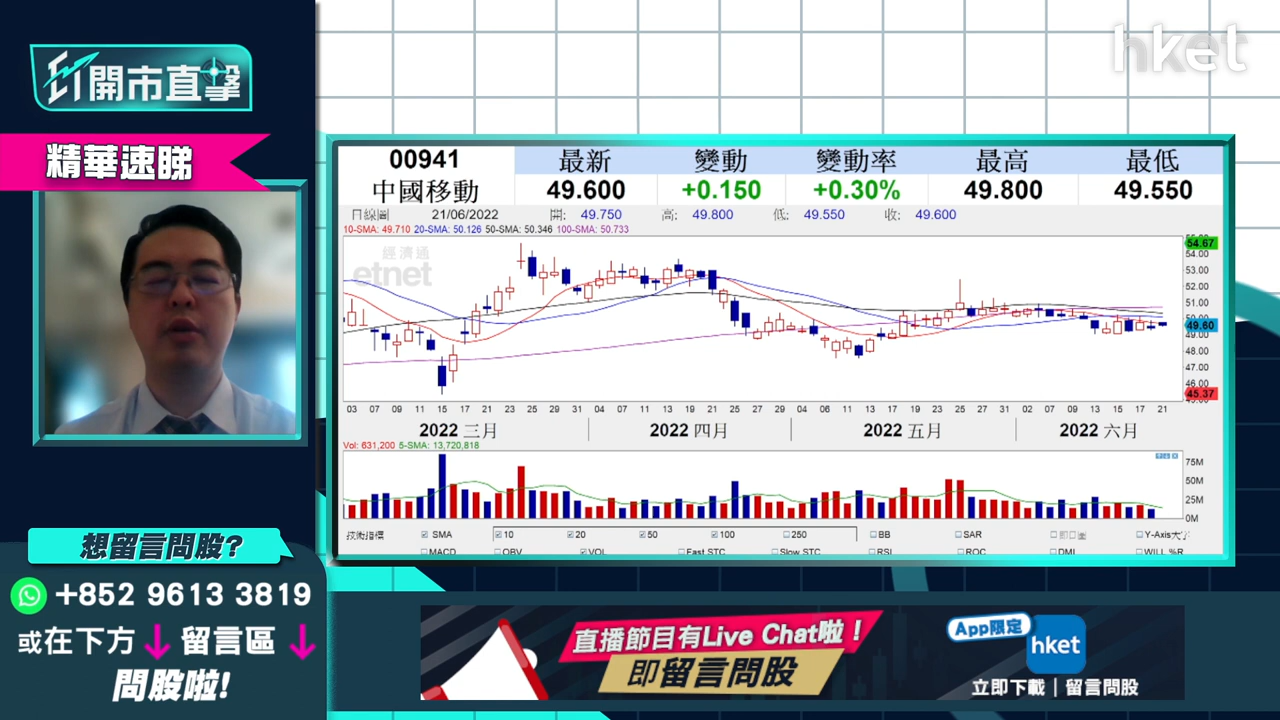 hket
ET開市直擊
精華速睇
00941 最新 變動 變動率 最高 最低
中國移動 49.600 +0.150 +0.30% 49.800 49.550
日線圖 21/06/2022 開: 49.750 高: 49.800 低: 49.550 收: 49.600
10-SMA: 49.710 20-SMA: 50.126 50-SMA: 50.346 100-SMA: 50.733
經濟通
etnet
54.67
54.00
53.00
52.00
51.00
49.60
48.00
47.00
46.00
45.37
03 07 09 11 15 17 21 23 25 29 31 04 07 11 13 19 21 25 27 29 04 06 11 13 17 19 23 25 27 31 02 07 09 13 15 17 21
2022 三月 2022 四月 2022 五月 2022 六月
Vol: 631,200 5-SMA: 13,720,818
75M
50M
25M
0M
技術指標 SMA 10 20 50 100 250 BB SAR Y-Axis大字
MACD OBV VOL Fast STC Slow STC RSI ROC DMI WILL %R
想留言問股?
+852 9613 3819
或在下方↓留言區↓
問股啦!
直播節目有Live Chat啦!
即留言問股
App限定
hket
立即下載|留言問股